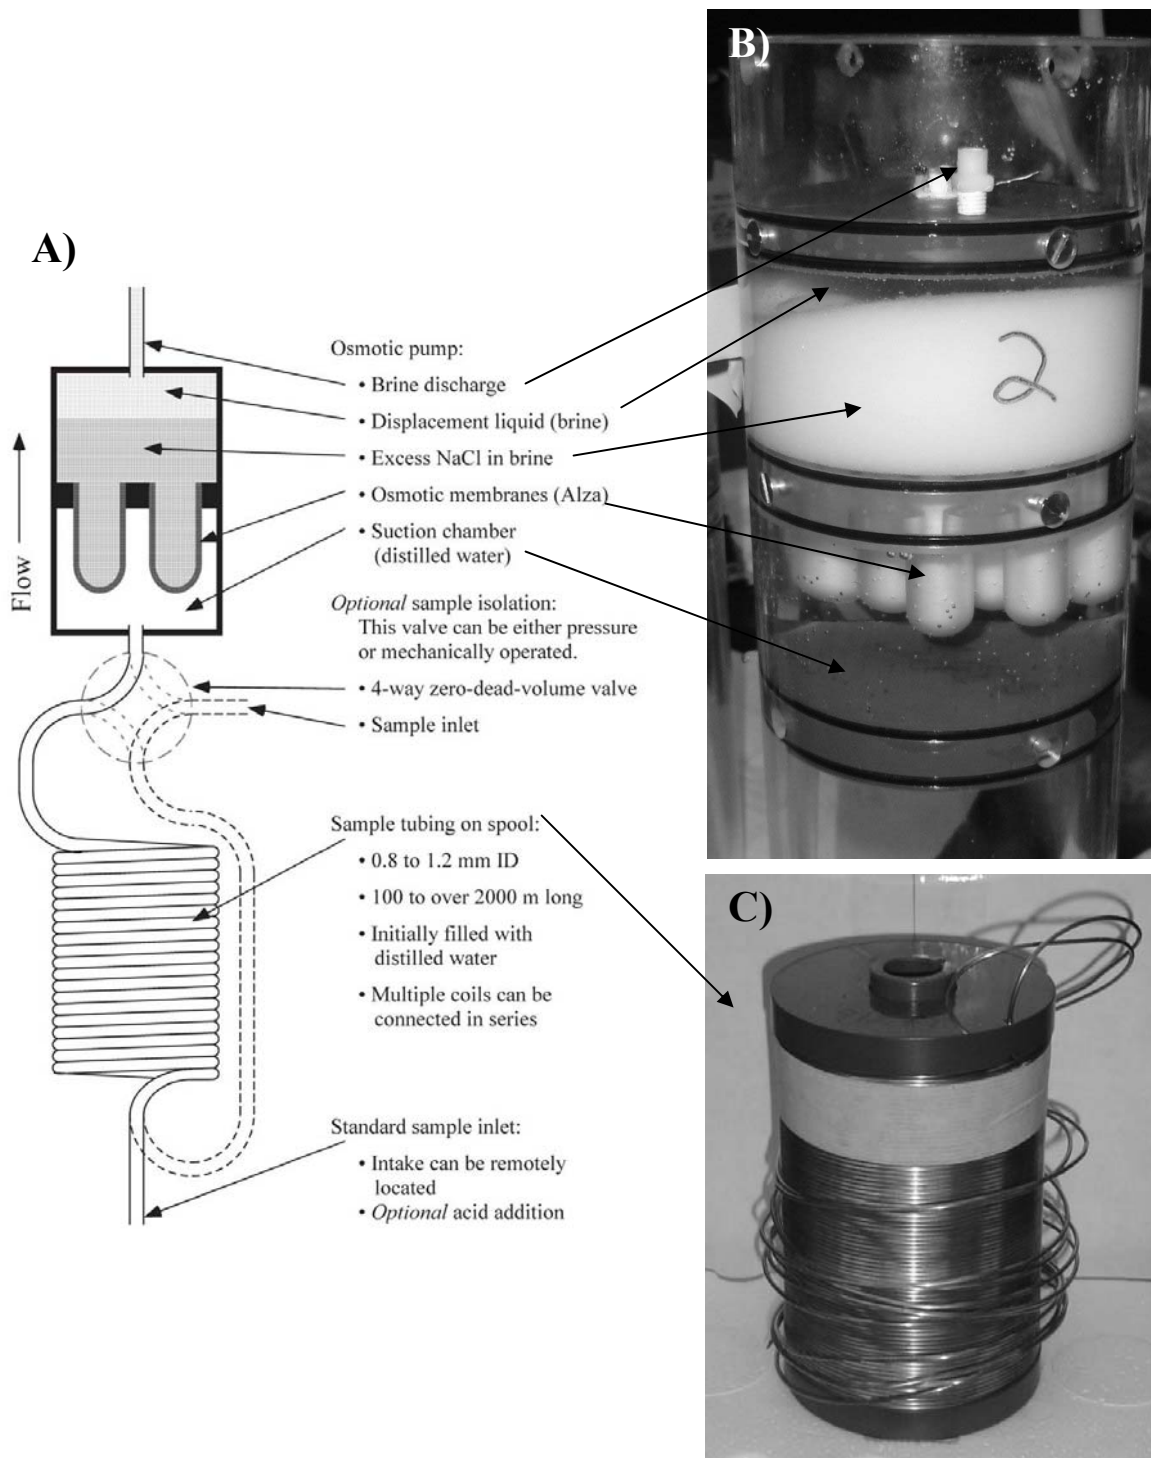 A)
Flow
Osmotic pump:
• Brine discharge
• Displacement liquid (brine)
• Excess NaCl in brine
• Osmotic membranes (Alza)
• Suction chamber
(distilled water)
Optional sample isolation:
This valve can be either pressure
or mechanically operated.
• 4-way zero-dead-volume valve
• Sample inlet
Sample tubing on spool:
• 0.8 to 1.2 mm ID
• 100 to over 2000 m long
• Initially filled with
distilled water
• Multiple coils can be
connected in series
Standard sample inlet:
• Intake can be remotely
located
• Optional acid addition
B)
2
C)